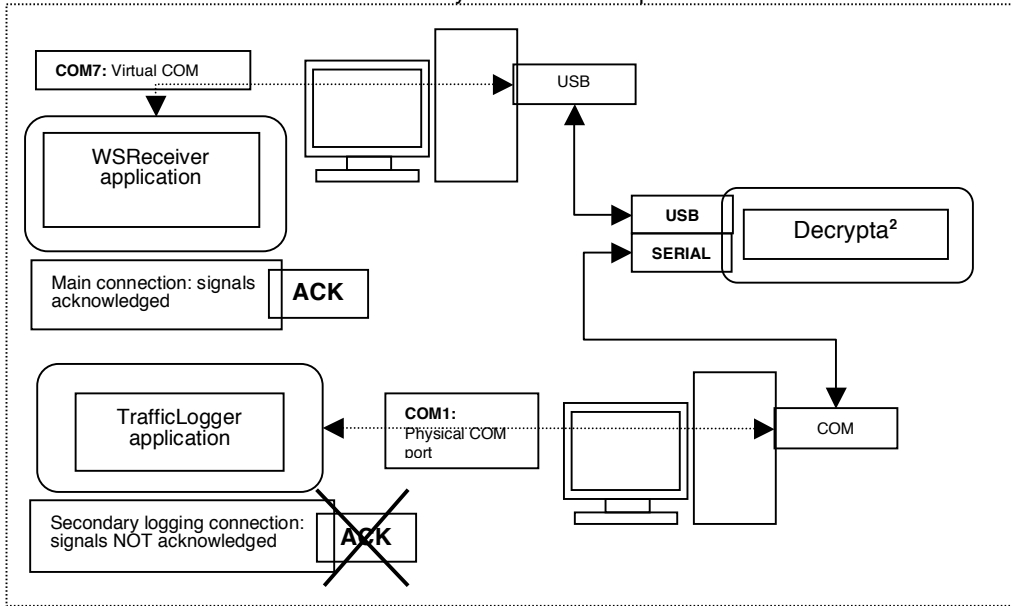 COM7: Virtual COM
USB
WSReceiver
application
USB
Decrypta²
SERIAL
Main connection: signals
acknowledged
ACK
TrafficLogger
application
COM1:
Physical COM
port
COM
Secondary logging connection:
signals NOT acknowledged
ACK